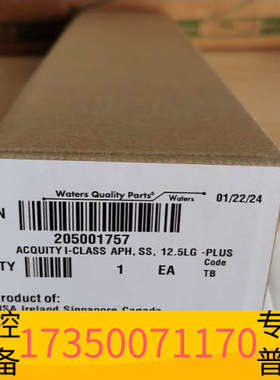 Waters Quality Parts®
Waters
01/22/24
N
205001757
ACQUITY I-CLASS APH, SS, 12.5LG -PLUS
TY
1 EA
Code
TB
Product of:
USA Ireland Singapore Canada
控 专
备 17350071170 普